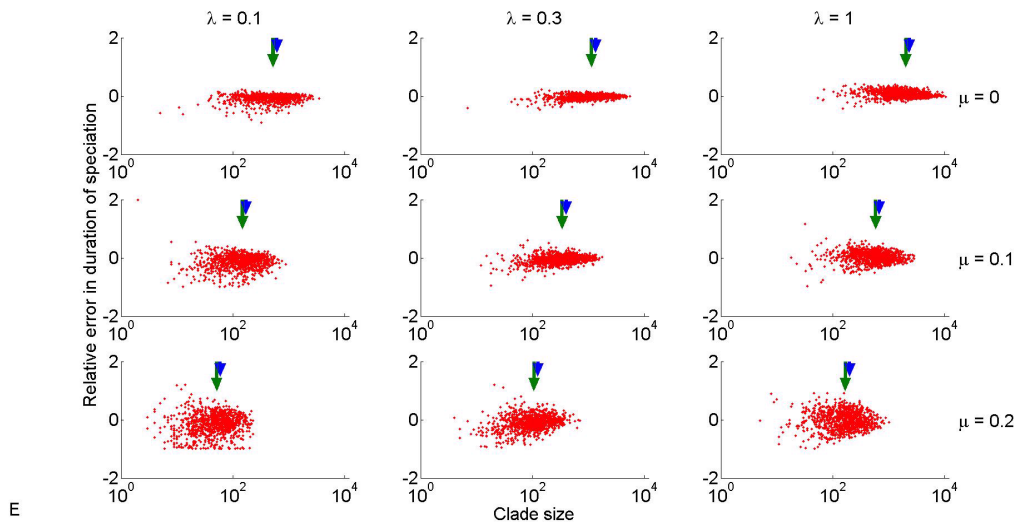 λ = 0.1 λ = 0.3 λ = 1
Relative error in duration of speciation
2 2 2
0 0 0 μ = 0
-2 -2 -2
10^0 10^2 10^4 10^0 10^2 10^4 10^0 10^2 10^4
2 2 2
0 0 0 μ = 0.1
-2 -2 -2
10^0 10^2 10^4 10^0 10^2 10^4 10^0 10^2 10^4
2 2 2
0 0 0 μ = 0.2
-2 -2 -2
10^0 10^2 10^4 10^0 10^2 10^4 10^0 10^2 10^4
E Clade size